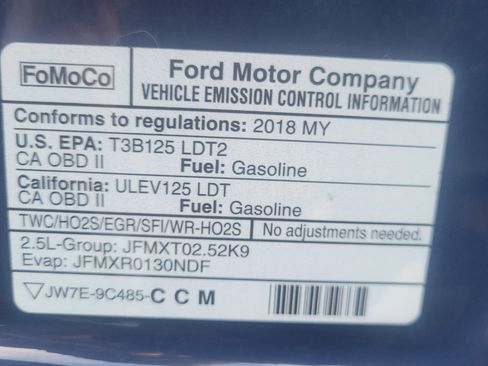 FoMoCo
Ford Motor Company
VEHICLE EMISSION CONTROL INFORMATION
Conforms to regulations: 2018 MY
U.S. EPA: T3B125 LDT2
CA OBD II Fuel: Gasoline
California: ULEV125 LDT
CA OBD II Fuel: Gasoline
TWC/HO2S/EGR/SFI/WR-HO2S No adjustments needed.
2.5L-Group: JFMXT02.52K9
Evap: JFMXR0130NDF
JW7E-9C485-C C M